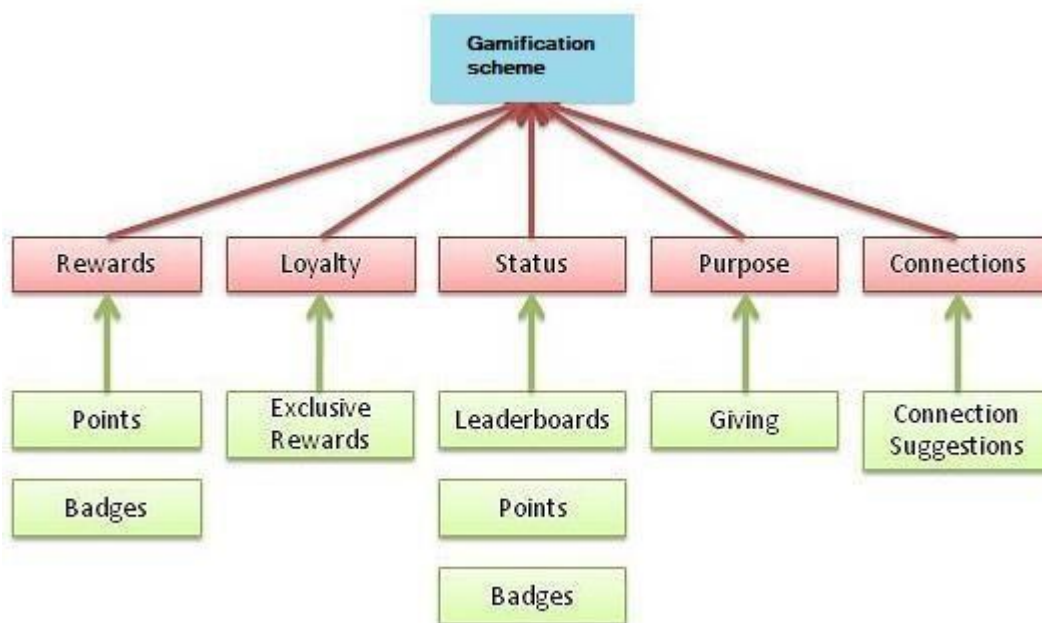 Gamification
scheme
Rewards
Loyalty
Status
Purpose
Connections
Points
Exclusive
Rewards
Leaderboards
Giving
Connection
Suggestions
Badges
Points
Badges